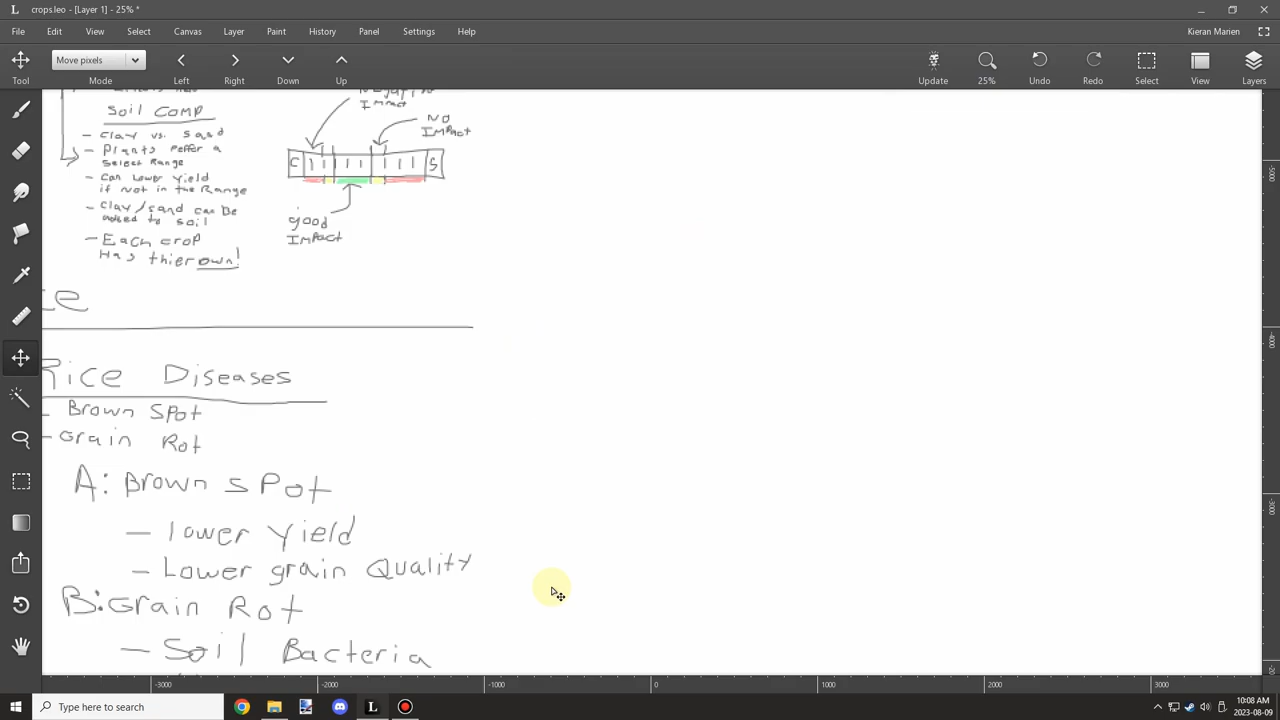 crops.leo - [Layer 1] - 25% *
File Edit View Select Canvas Layer Paint History Panel Settings Help
Kieran Marien
Move pixels
Tool Mode Left Right Down Up
25%
Update Undo Redo Select View Layers
Soil COMP
- Clay vs. Sand
- Plants Peffer a
Select Range
- Can Lower Yield
if Not in the Range
- Clay/Sand can Be
added to soil
- Each crop
Has thier own!
Impact
NO
IMPACT
C
S
good
IMPACT
Rice Diseases
- Brown SPot
- Grain Rot
A: Brown sPot
- lower Yield
- Lower grain Quality
B: Grain Rot
- Soil Bacteria
-3000 -2000 -1000 0 1000 2000 3000
-5000
-4000
-3000
Type here to search
10:08 AM
2023-08-09